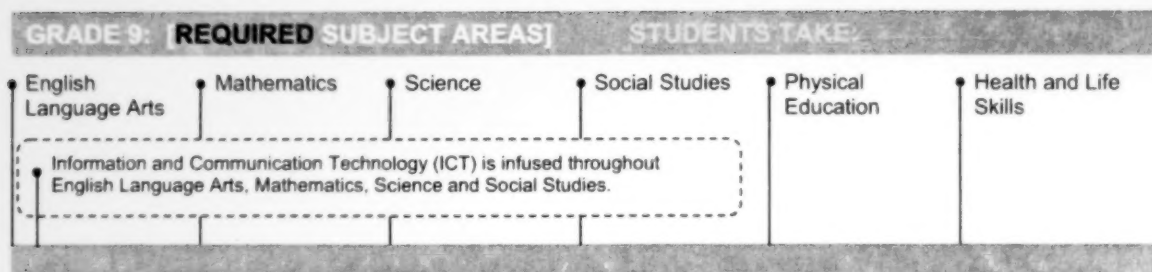 GRADE 9: [REQUIRED SUBJECT AREAS] STUDENTS TAKE:
English Language Arts
Mathematics
Science
Social Studies
Physical Education
Health and Life Skills
Information and Communication Technology (ICT) is infused throughout
English Language Arts, Mathematics, Science and Social Studies.